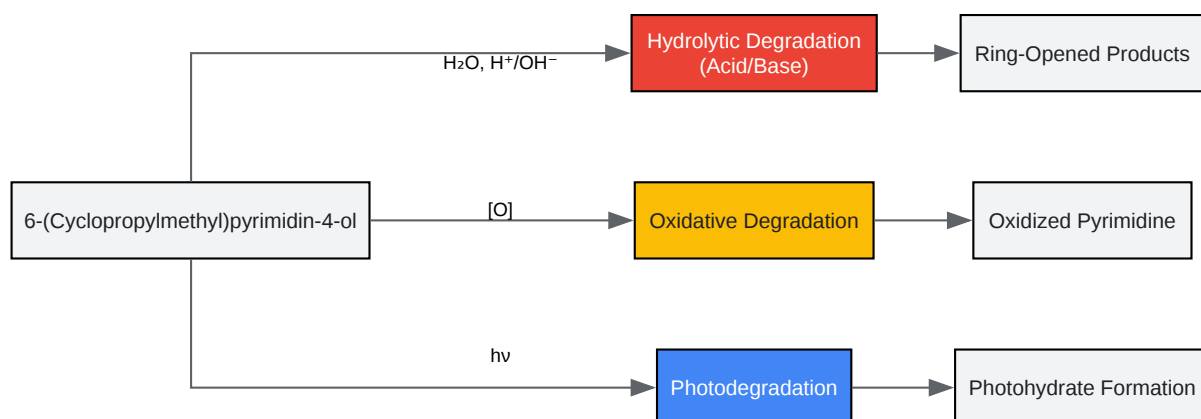 H₂O, H⁺/OH⁻
Hydrolytic Degradation
(Acid/Base)
Ring-Opened Products
6-(Cyclopropylmethyl)pyrimidin-4-ol
[O]
Oxidative Degradation
Oxidized Pyrimidine
hν
Photodegradation
Photohydrate Formation